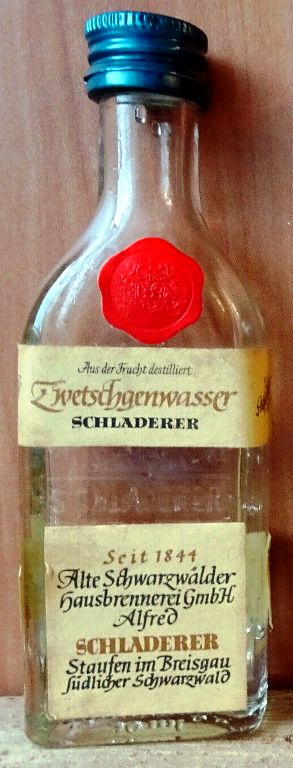 Aus der Frucht destilliert
Zwetschgenwasser
SCHLADERER
SCHLADERER
Seit 1844
Alte Schwarzwälder
Hausbrennerei GmbH
Alfred
SCHLADERER
Staufen im Breisgau
südlicher Schwarzwald